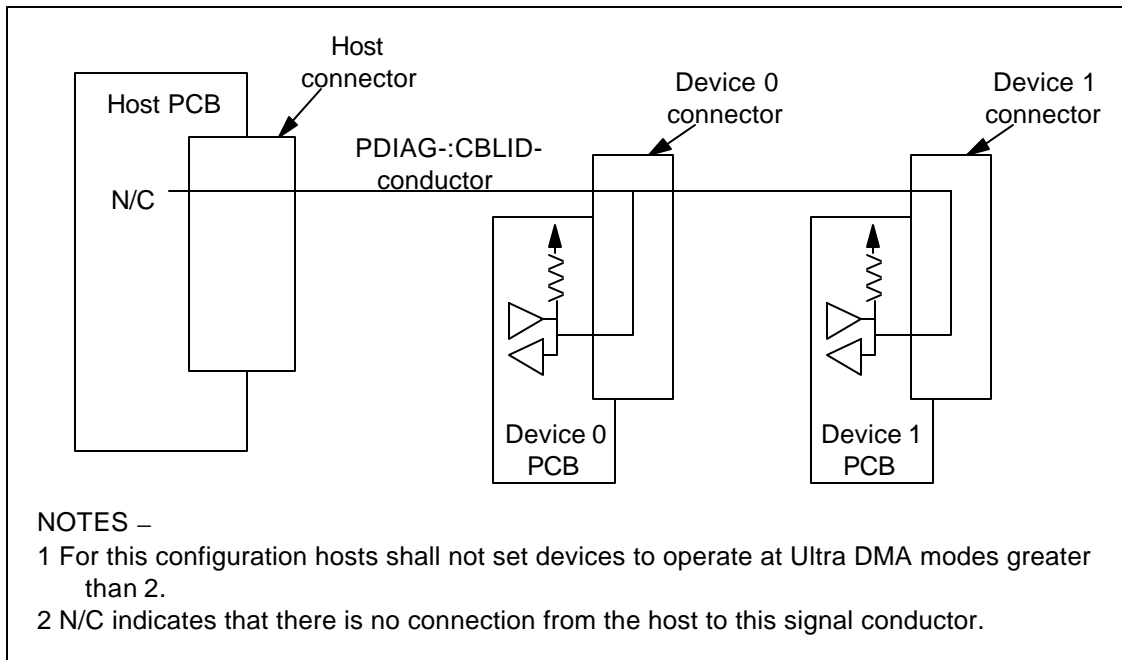 Host
connector
Device 0
connector
Device 1
connector
Host PCB
PDIAG-:CBLID-
conductor
N/C
Device 0
PCB
Device 1
PCB
NOTES –
1 For this configuration hosts shall not set devices to operate at Ultra DMA modes greater
than 2.
2 N/C indicates that there is no connection from the host to this signal conductor.